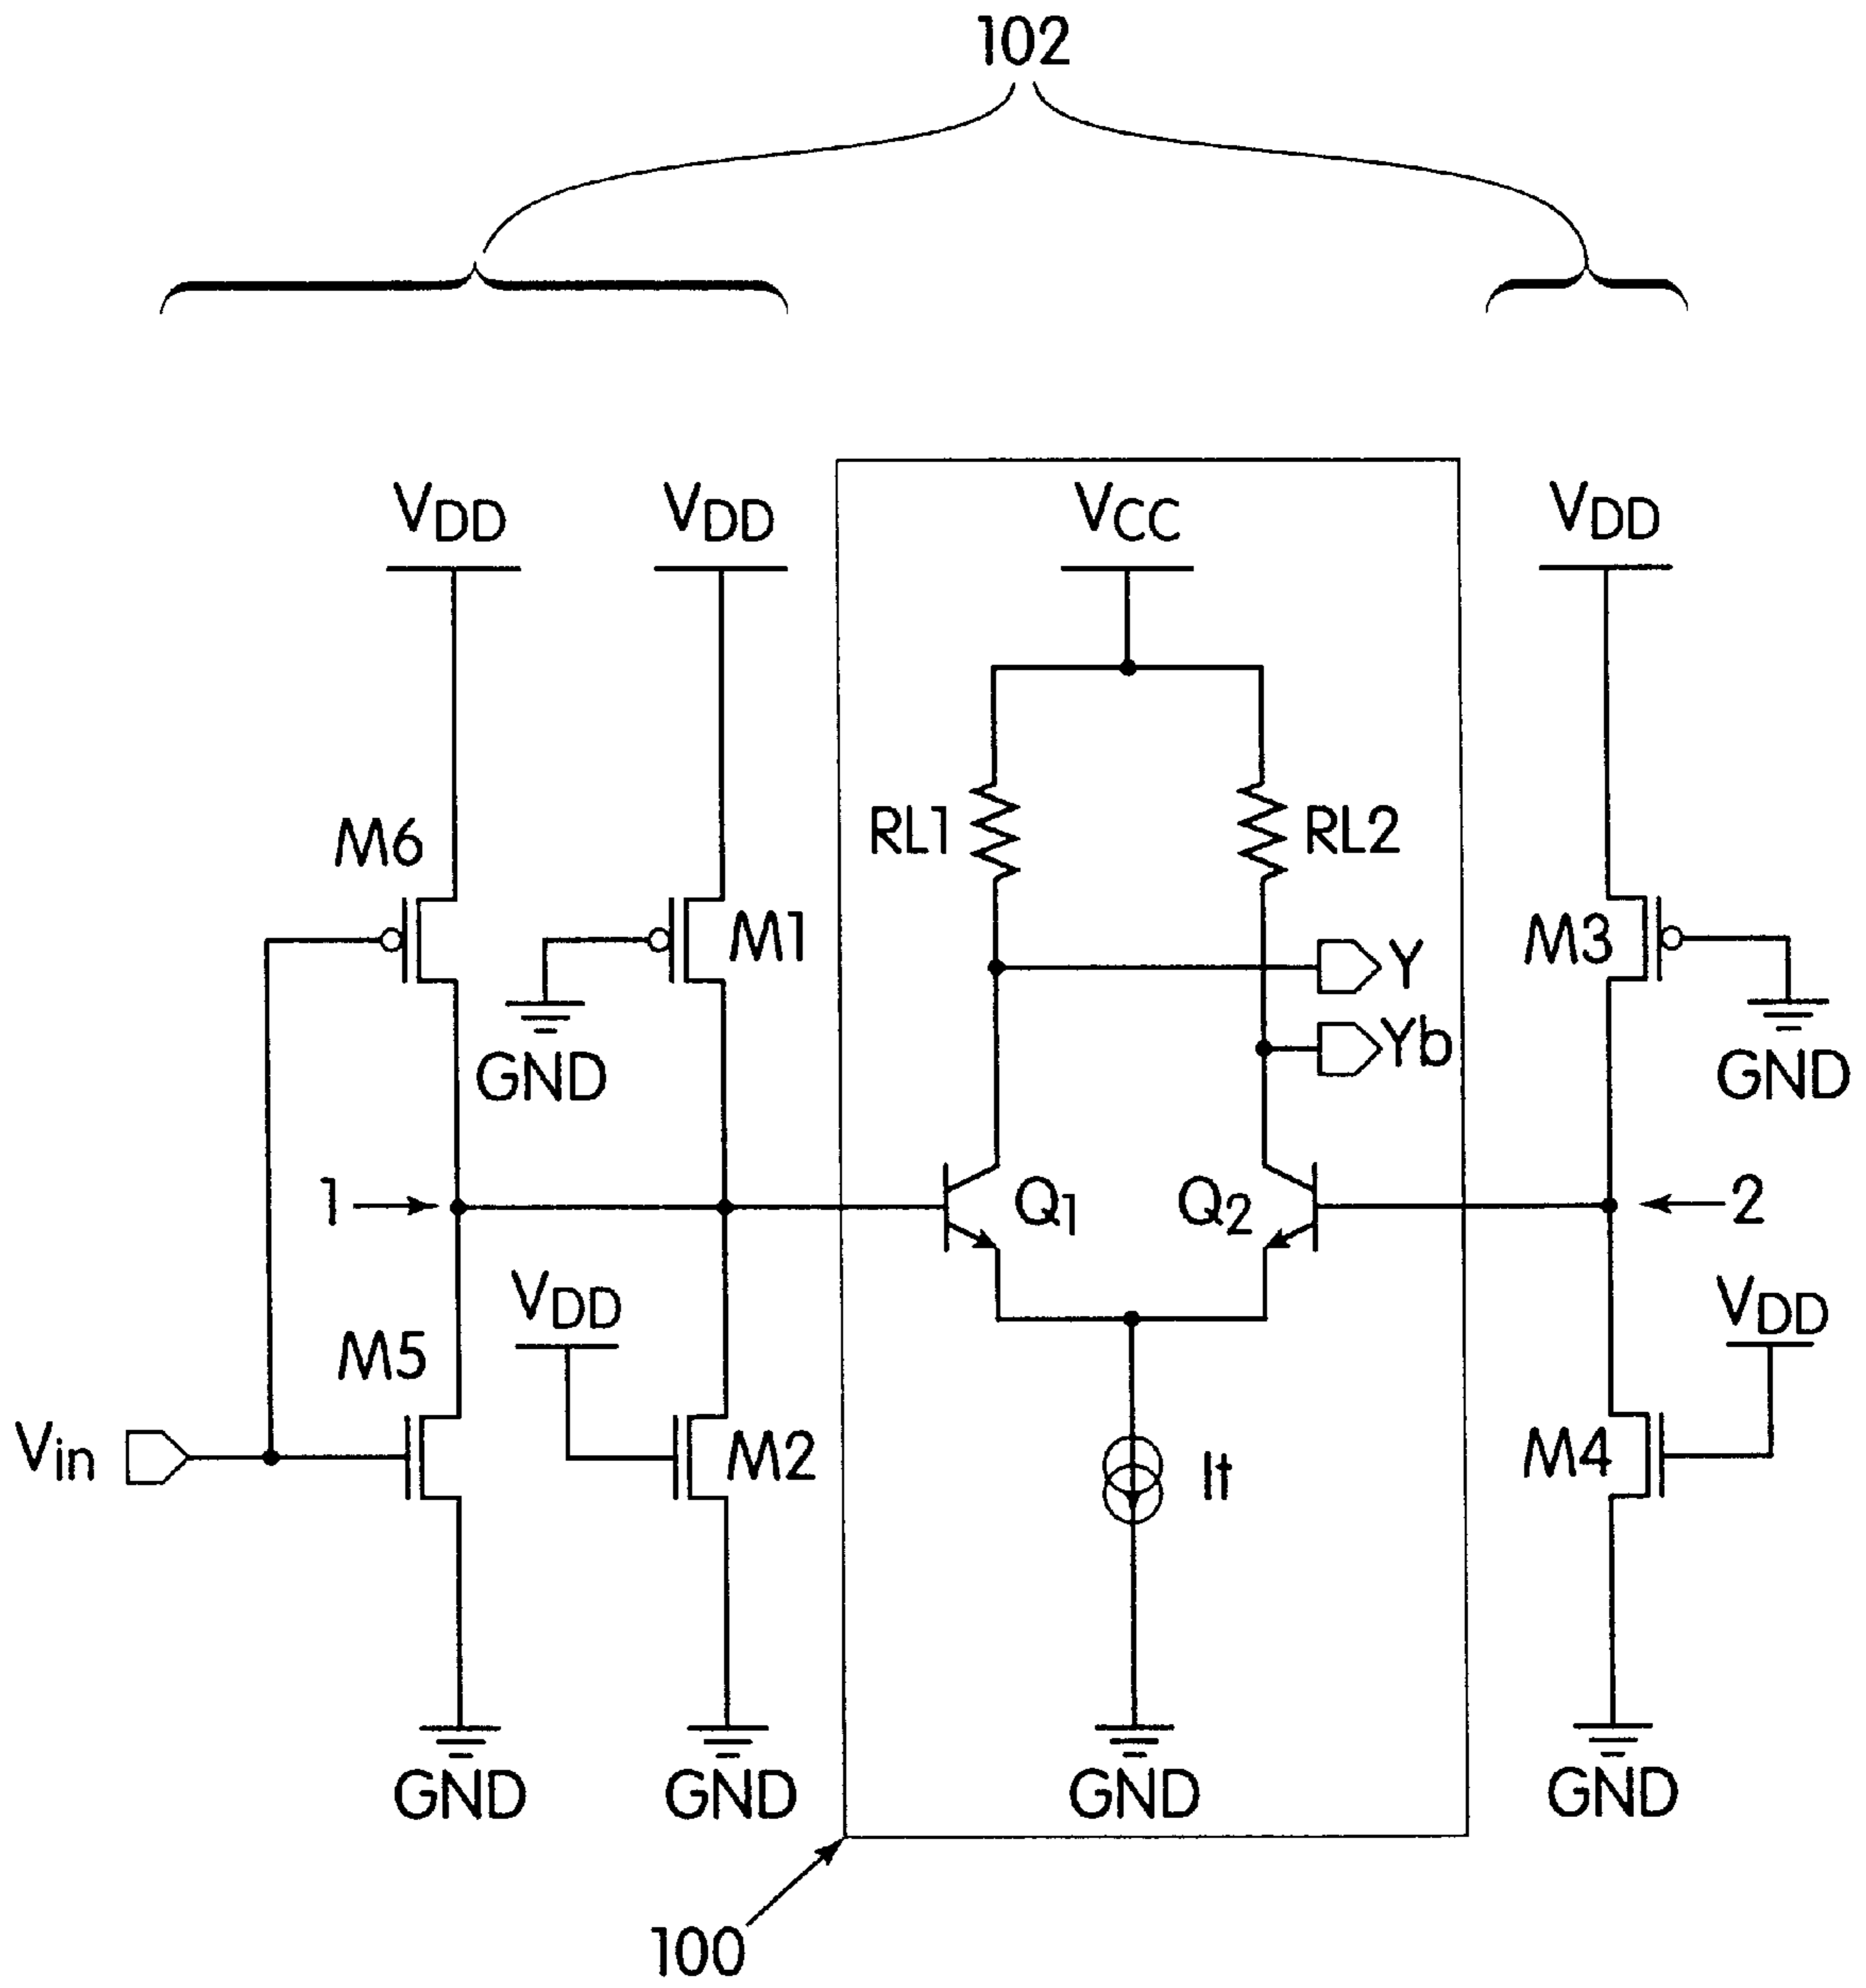 102
VDD VDD VCC VDD
M6 RL1 RL2
M1 Y M3
GND Yb GND
1 Q1 Q2 2
VDD VDD
M5
Vin M2 It M4
GND GND GND GND
100